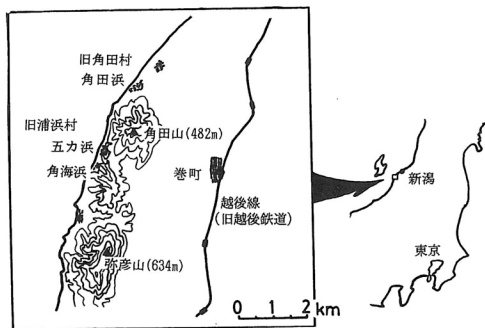 旧角田村
角田浜
角田山(482m)
旧浦浜村
五カ浜
角海浜
巻町
越後線
(旧越後鉄道)
弥彦山(634m)
0 1 2 km
新潟
東京